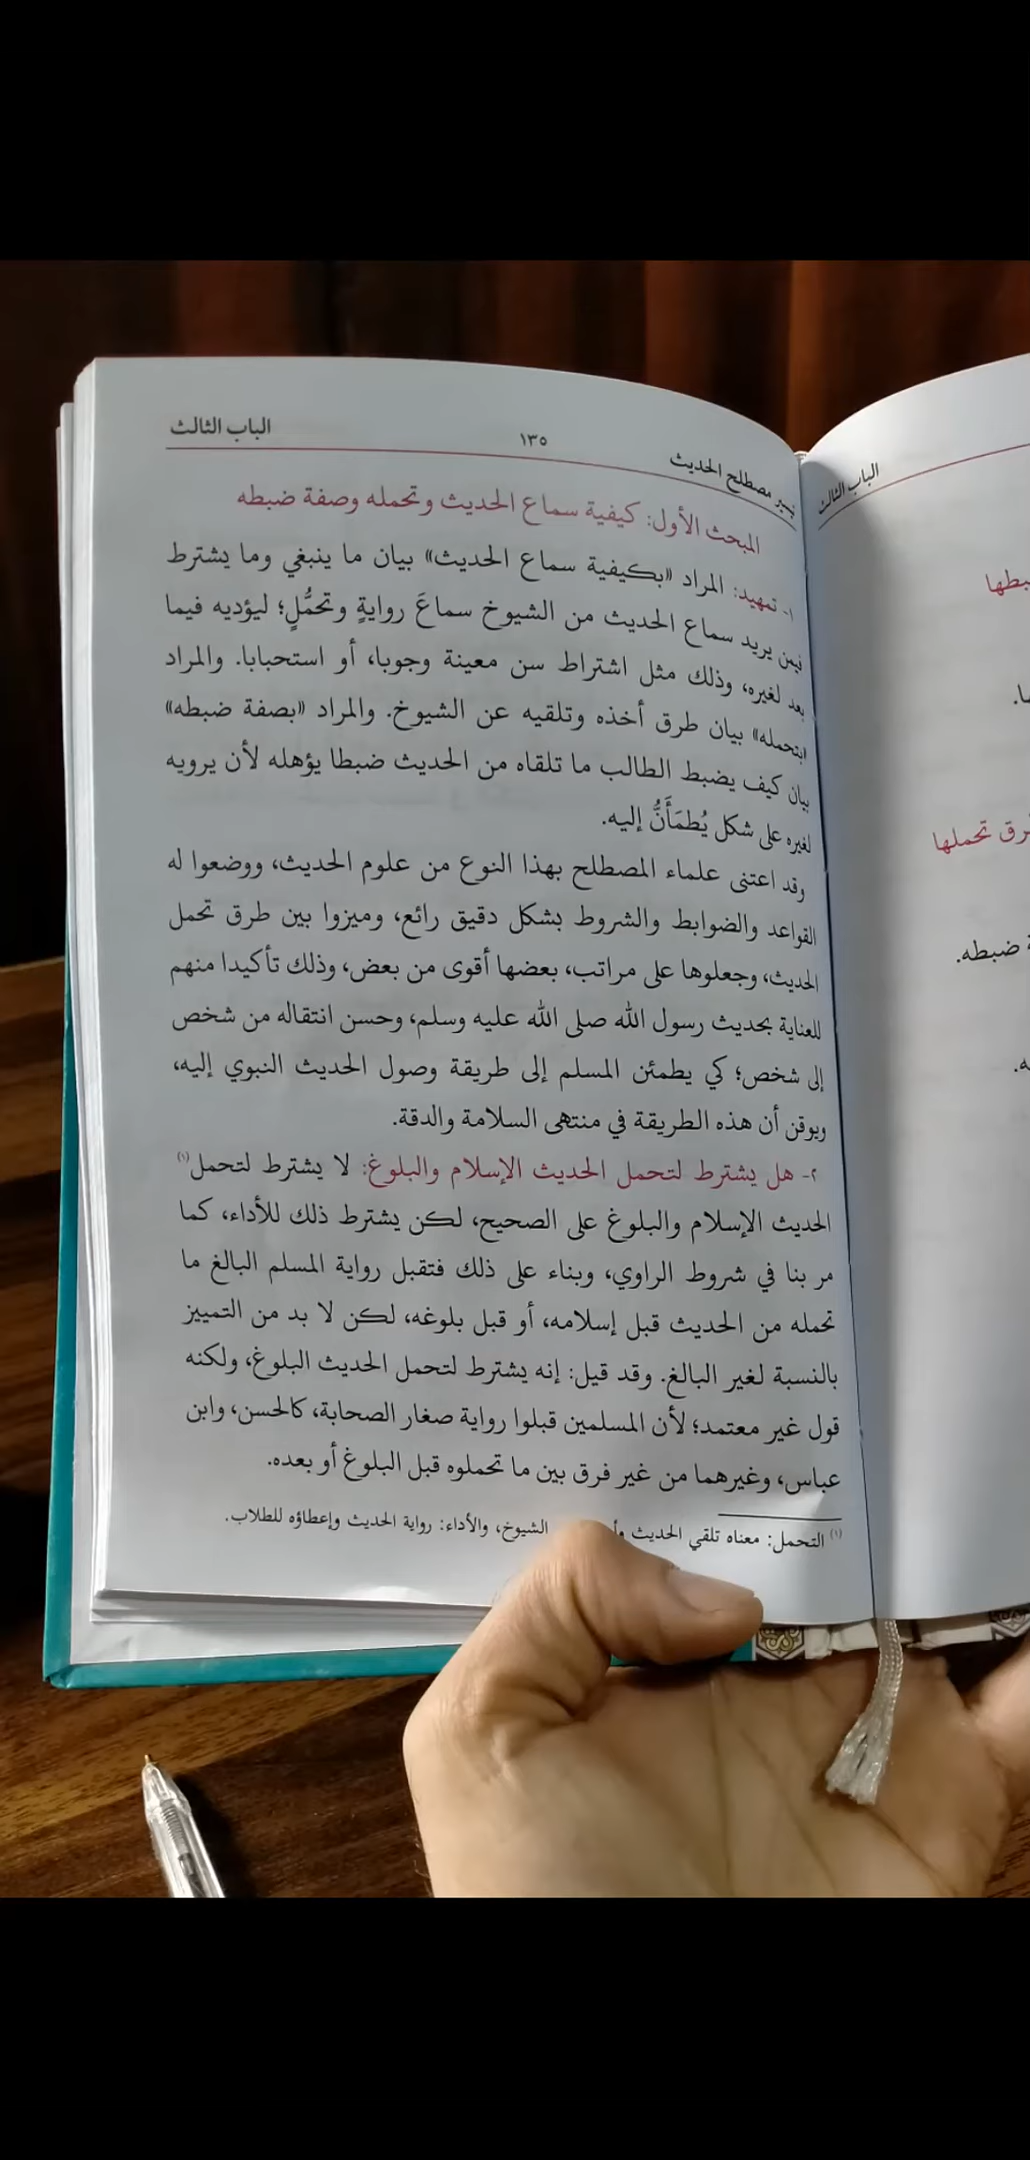 الباب الثالث
١٣٥
مصطلح الحديث
المبحث الأول: كيفية سماع الحديث وتحمله وصفة ضبطه
١- تمهيد: المراد «بكيفية سماع الحديث» بيان ما ينبغي وما يشترط
فيمن يريد سماع الحديث من الشيوخ سماعَ روايةٍ وتحمُّلٍ؛ ليؤديه فيما
بعد لغيره، وذلك مثل اشتراط سن معينة وجوبا، أو استحبابا. والمراد
«بتحمله» بيان طرق أخذه وتلقيه عن الشيوخ. والمراد «بصفة ضبطه»
بيان كيف يضبط الطالب ما تلقاه من الحديث ضبطا يؤهله لأن يرويه
لغيره على شكل يُطمَأَنُّ إليه.
وقد اعتنى علماء المصطلح بهذا النوع من علوم الحديث، ووضعوا له
القواعد والضوابط والشروط بشكل دقيق رائع، وميزوا بين طرق تحمل
الحديث، وجعلوها على مراتب، بعضها أقوى من بعض، وذلك تأكيدا منهم
للعناية بحديث رسول الله صلى الله عليه وسلم، وحسن انتقاله من شخص
إلى شخص؛ كي يطمئن المسلم إلى طريقة وصول الحديث النبوي إليه،
ويوقن أن هذه الطريقة في منتهى السلامة والدقة.
٢- هل يشترط لتحمل الحديث الإسلام والبلوغ: لا يشترط لتحمل(١)
الحديث الإسلام والبلوغ على الصحيح، لكن يشترط ذلك للأداء، كما
مر بنا في شروط الراوي، وبناء على ذلك فتقبل رواية المسلم البالغ ما
تحمله من الحديث قبل إسلامه، أو قبل بلوغه، لكن لا بد من التمييز
بالنسبة لغير البالغ. وقد قيل: إنه يشترط لتحمل الحديث البلوغ، ولكنه
قول غير معتمد؛ لأن المسلمين قبلوا رواية صغار الصحابة، كالحسن، وابن
عباس، وغيرهما من غير فرق بين ما تحملوه قبل البلوغ أو بعده.
(١) التحمل: معناه تلقي الحديث الشيوخ، والأداء: رواية الحديث وإعطاؤه للطلاب.
الباب الثالث
تحملها
ضبطه.